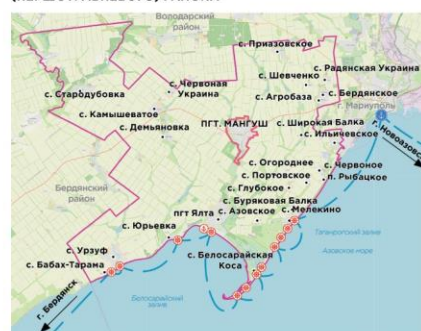 Володарский
район
с. Приазовское
с. Радянская Украина
с. Шевченко
с. Стародубовка
с. Червоная
Украина
с. Агробаза
с. Бердянское
г. Мариуполь
с. Камышеватое
ПГТ. МАНГУШ
с. Широкая Балка
с. Демьяновка
с. Ильичевское
г. Новоазовск
с. Огороднее
с. Червоное
Бердянский
район
с. Портовское
п. Рыбацкое
с. Глубокое
с. Буряковая Балка
пгт Ялта
с. Азовское
с. Мелекино
Таганрогский залив
с. Юрьевка
Азовское море
с. Урзуф
с. Белосарайская
Коса
с. Бабах-Тарама
г. Бердянск
Белосарайский
залив